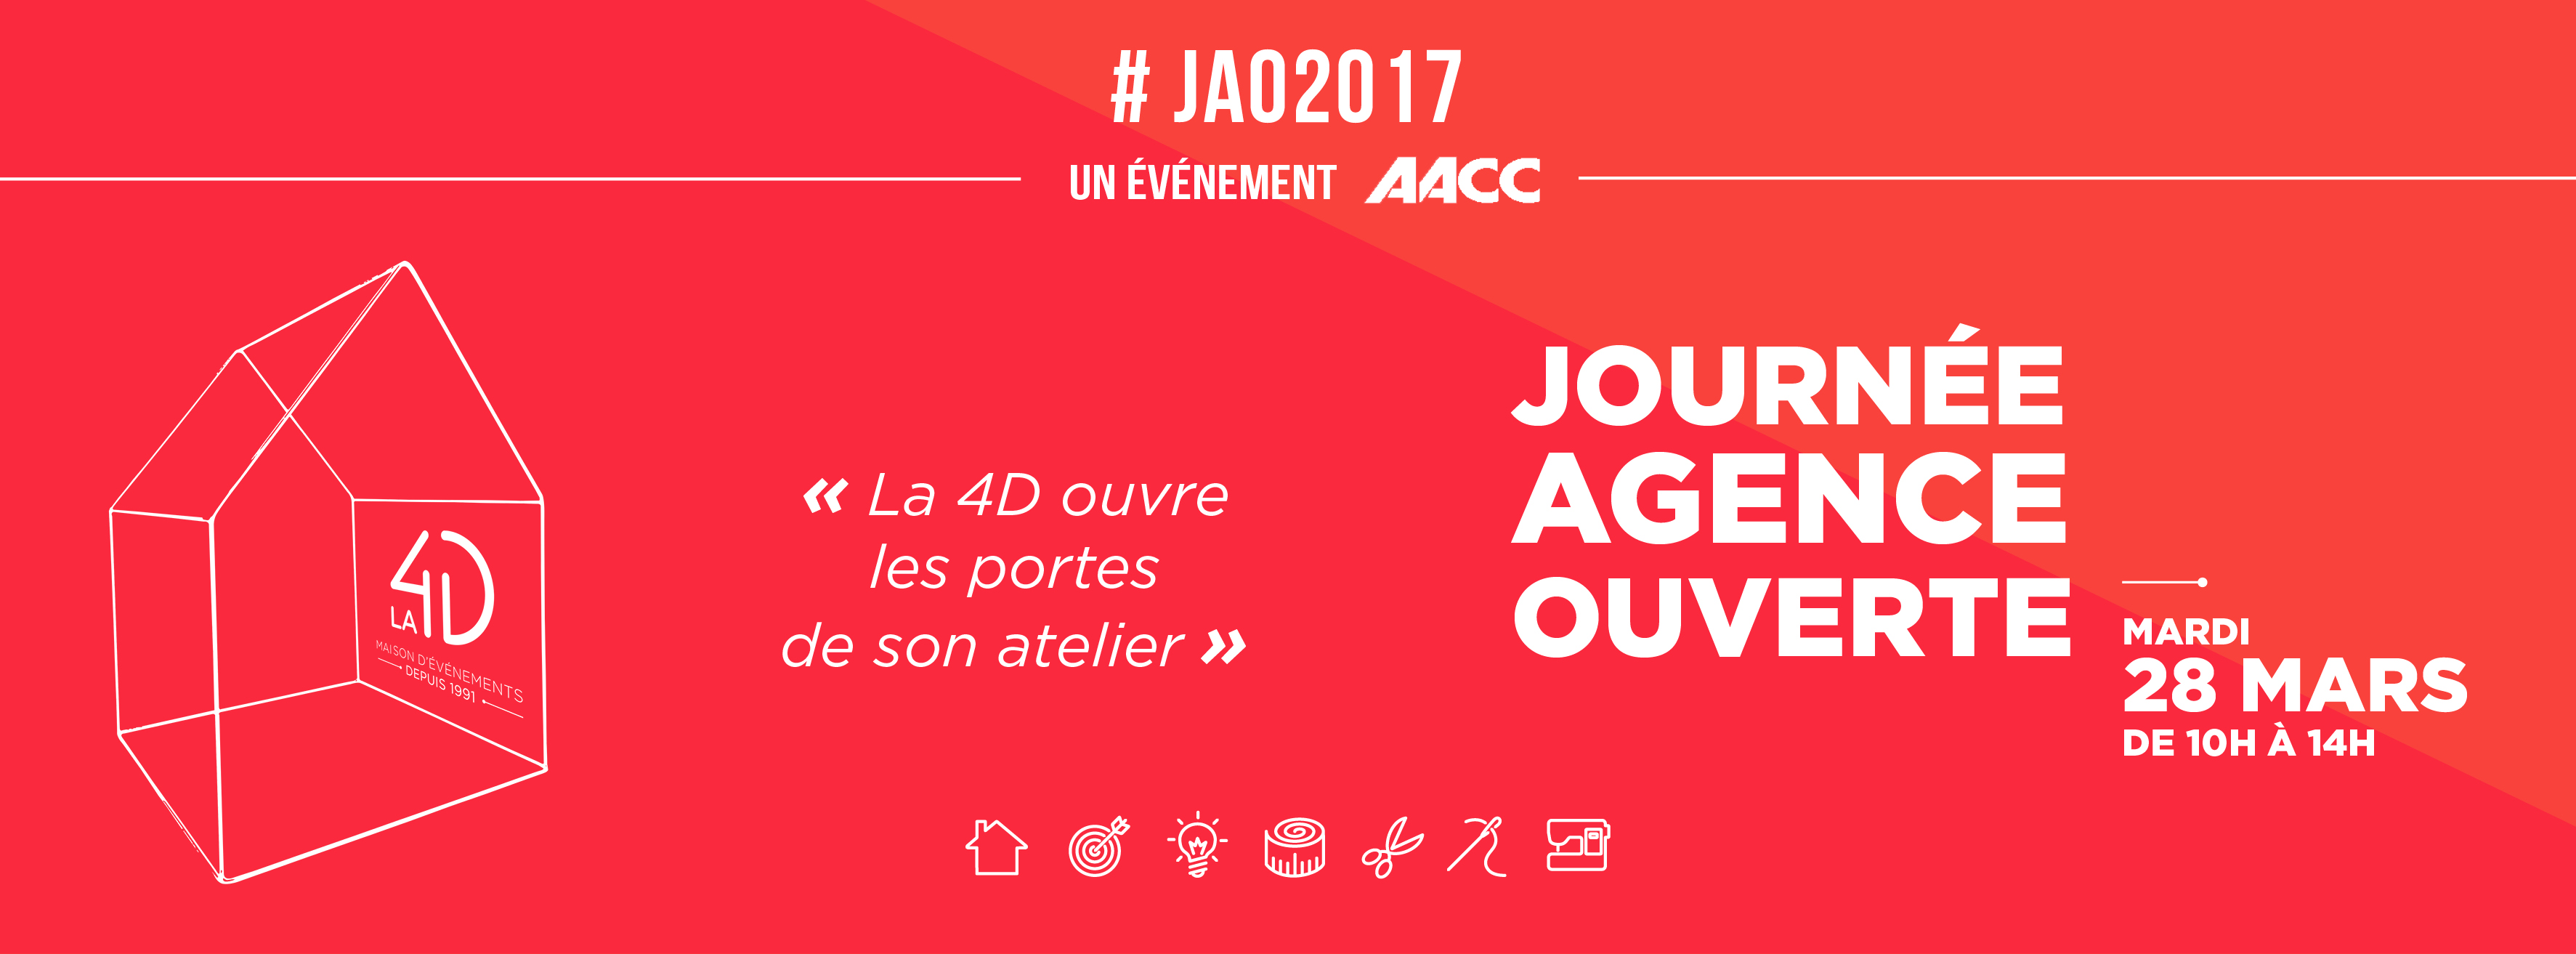 # JAO2017
UN ÉVÉNEMENT AACC
LA 4D
MAISON D'ÉVÉNEMENTS
DEPUIS 1991
« La 4D ouvre
les portes
de son atelier »
JOURNÉE
AGENCE
OUVERTE
MARDI
28 MARS
DE 10H À 14H